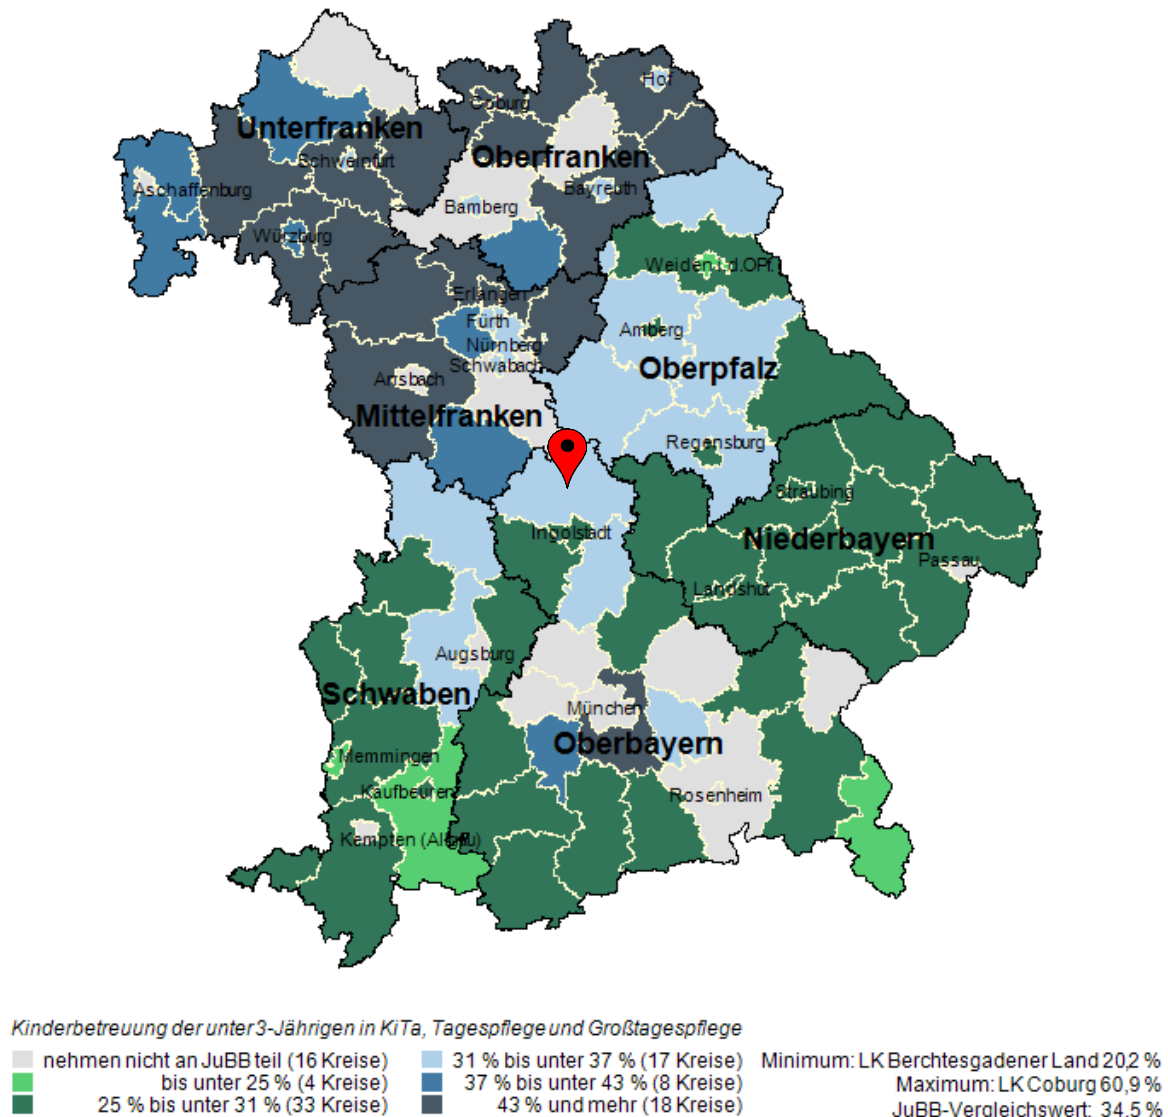 Hof
Coburg
Unterfranken
Oberfranken
Schweinfurt
Aschaffenburg
Bayreuth
Bamberg
Würzburg
Weiden i.d.OPf.
Erlangen
Fürth
Amberg
Nürnberg
Schwabach
Oberpfalz
Ansbach
Mittelfranken
Regensburg
Straubing
Ingolstadt
Niederbayern
Passau
Landshut
Augsburg
Schwaben
München
Oberbayern
Memmingen
Kaufbeuren
Rosenheim
Kempten (Allgäu)
Kinderbetreuung der unter 3-Jährigen in KiTa, Tagespflege und Großtagespflege
nehmen nicht an JuBB teil (16 Kreise) 31 % bis unter 37 % (17 Kreise) Minimum: LK Berchtesgadener Land 20,2 %
bis unter 25 % (4 Kreise) 37 % bis unter 43 % (8 Kreise) Maximum: LK Coburg 60,9 %
25 % bis unter 31 % (33 Kreise) 43 % und mehr (18 Kreise) JuBB-Vergleichswert: 34,5 %